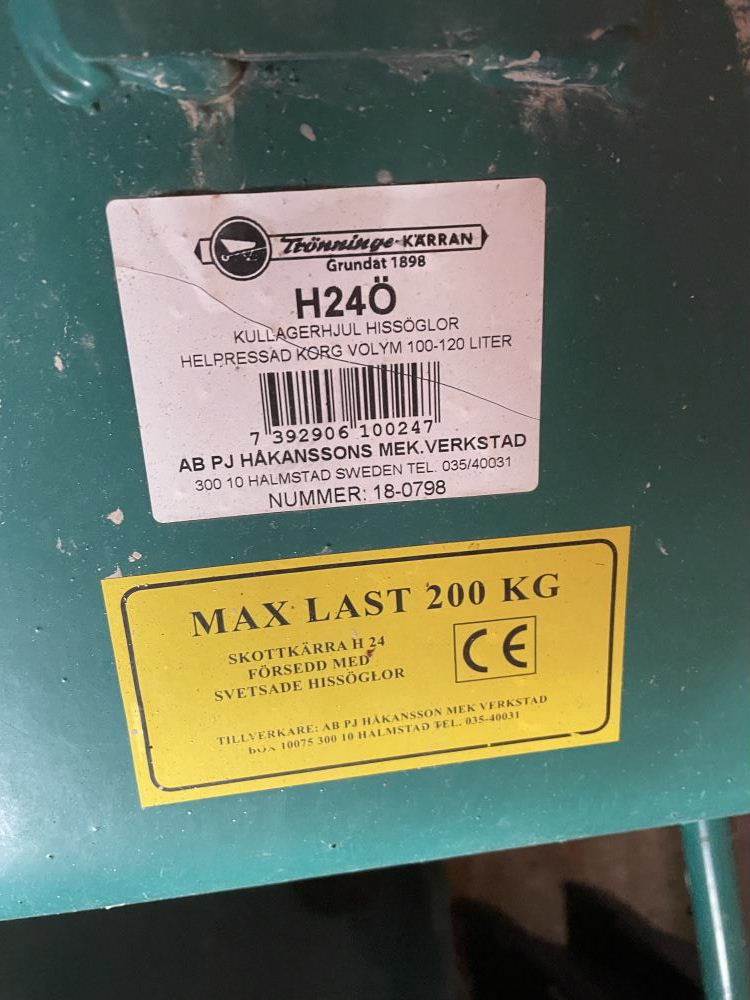 Trönninge-KÄRRAN
Grundat 1898
H24Ö
KULLAGERHJUL HISSÖGLOR
HELPRESSAD KORG VOLYM 100-120 LITER
7 392906 100247
AB PJ HÅKANSSONS MEK.VERKSTAD
300 10 HALMSTAD SWEDEN TEL. 035/40031
NUMMER: 18-0798
MAX LAST 200 KG
SKOTTKÄRRA H 24
FÖRSEDD MED
SVETSADE HISSÖGLOR
CE
TILLVERKARE: AB PJ HÅKANSSON MEK VERKSTAD
BOX 10075 300 10 HALMSTAD TEL. 035-40031